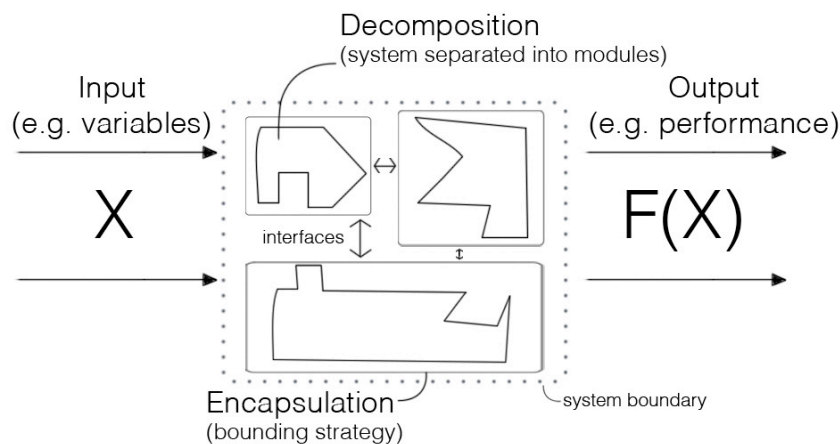 Decomposition
(system separated into modules)
Input
(e.g. variables)
Output
(e.g. performance)
X
F(X)
interfaces
Encapsulation
(bounding strategy)
system boundary